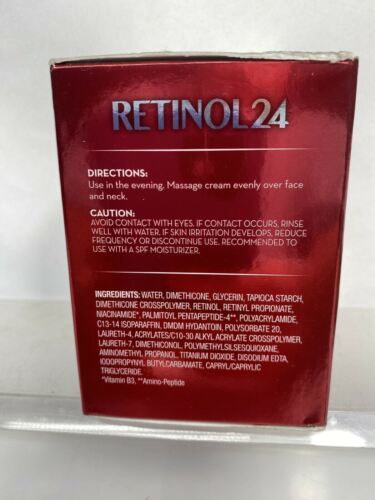 RETINOL24
DIRECTIONS:
Use in the evening. Massage cream evenly over face
and neck.
CAUTION:
AVOID CONTACT WITH EYES. IF CONTACT OCCURS, RINSE
WELL WITH WATER. IF SKIN IRRITATION DEVELOPS, REDUCE
FREQUENCY OR DISCONTINUE USE. RECOMMENDED TO
USE WITH A SPF MOISTURIZER.
INGREDIENTS: WATER, DIMETHICONE, GLYCERIN, TAPIOCA STARCH,
DIMETHICONE CROSSPOLYMER, RETINOL, RETINYL PROPIONATE,
NIACINAMIDE*, PALMITOYL PENTAPEPTIDE-4**, POLYACRYLAMIDE,
C13-14 ISOPARAFFIN, DMDM HYDANTOIN, POLYSORBATE 20,
LAURETH-4, ACRYLATES/C10-30 ALKYL ACRYLATE CROSSPOLYMER,
LAURETH-7, DIMETHICONOL, POLYMETHYLSILSESQUIOXANE,
AMINOMETHYL PROPANOL, TITANIUM DIOXIDE, DISODIUM EDTA,
IODOPROPYNYL BUTYLCARBAMATE, CAPRYLIC/CAPRIC
TRIGLYCERIDE.
*Vitamin B3, **Amino-Peptide